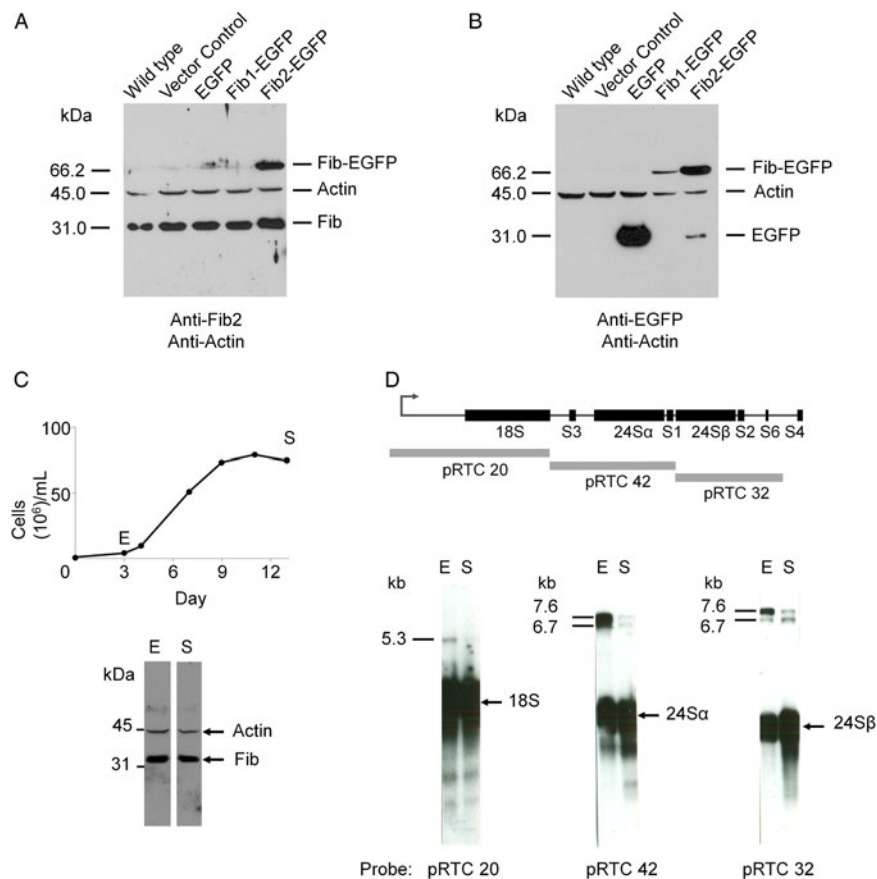 A
Wild type
Vector Control
EGFP
Fib1-EGFP
Fib2-EGFP
kDa
66.2
45.0
31.0
Fib-EGFP
Actin
Fib
Anti-Fib2
Anti-Actin
B
Wild type
Vector Control
EGFP
Fib1-EGFP
Fib2-EGFP
kDa
66.2
45.0
31.0
Fib-EGFP
Actin
EGFP
Anti-EGFP
Anti-Actin
C
100
50
0
Cells
(10⁶)/mL
E
S
3 6 9 12
Day
E S
kDa
45
31
Actin
Fib
D
18S S3 24Sα S1 24Sβ S2 S6 S4
pRTC 20
pRTC 42
pRTC 32
E S
kb
5.3
18S
E S
kb
7.6
6.7
24Sα
E S
kb
7.6
6.7
24Sβ
Probe: pRTC 20 pRTC 42 pRTC 32